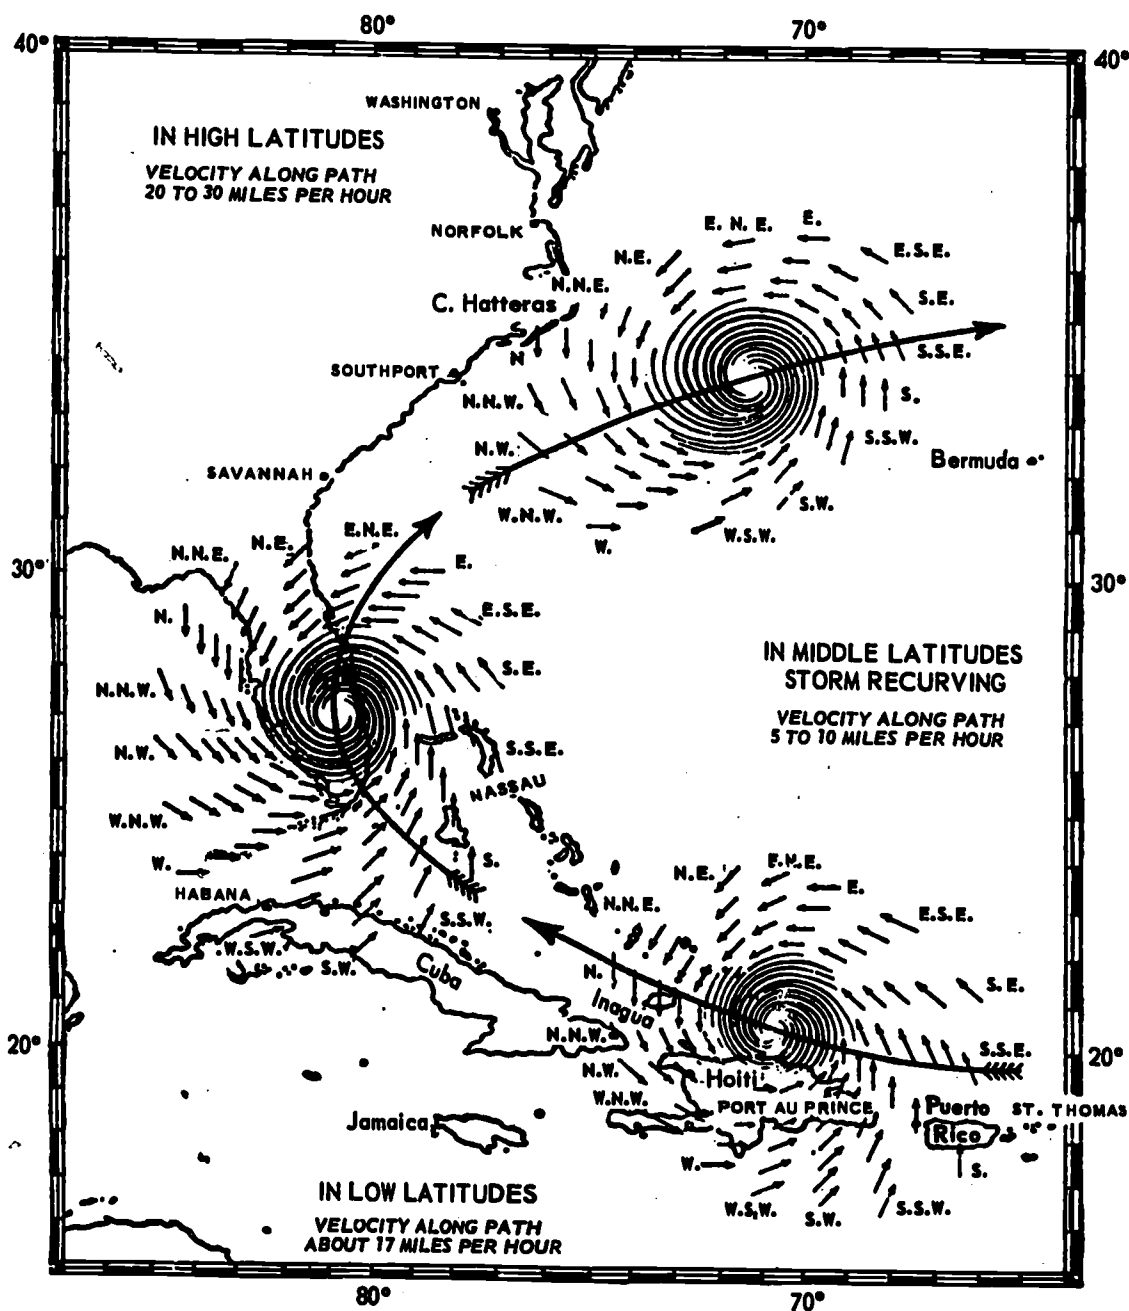 80°
70°
40°
40°
WASHINGTON
IN HIGH LATITUDES
VELOCITY ALONG PATH
20 TO 30 MILES PER HOUR
NORFOLK
E. N. E.
E.
N.E.
E.S.E.
N.N.E.
S.E.
C. Hatteras
N
S.S.E.
SOUTHPORT
N.N.W.
S.
S.S.W.
N.W.
Bermuda
SAVANNAH
W.N.W.
S.W.
W.S.W.
W.
E.N.E.
N.E.
N.N.E.
E.
30°
30°
N.
E.S.E.
S.E.
IN MIDDLE LATITUDES
STORM RECURVING
VELOCITY ALONG PATH
5 TO 10 MILES PER HOUR
N.N.W.
N.W.
S.S.E.
NASSAU
W.N.W.
W.
S.
HABANA
S.S.W.
W.S.W.
S.W.
Cuba
N.E.
E.N.E.
E.
N.N.E.
E.S.E.
N.
S.E.
Inagua
N.N.W.
20°
20°
S.S.E.
N.W.
Hoiti
W.N.W.
PORT AU PRINCE
Puerto
Rico
ST. THOMAS
Jamaica
W.
S.
W.S.W.
S.W.
S.S.W.
IN LOW LATITUDES
VELOCITY ALONG PATH
ABOUT 17 MILES PER HOUR
80°
70°